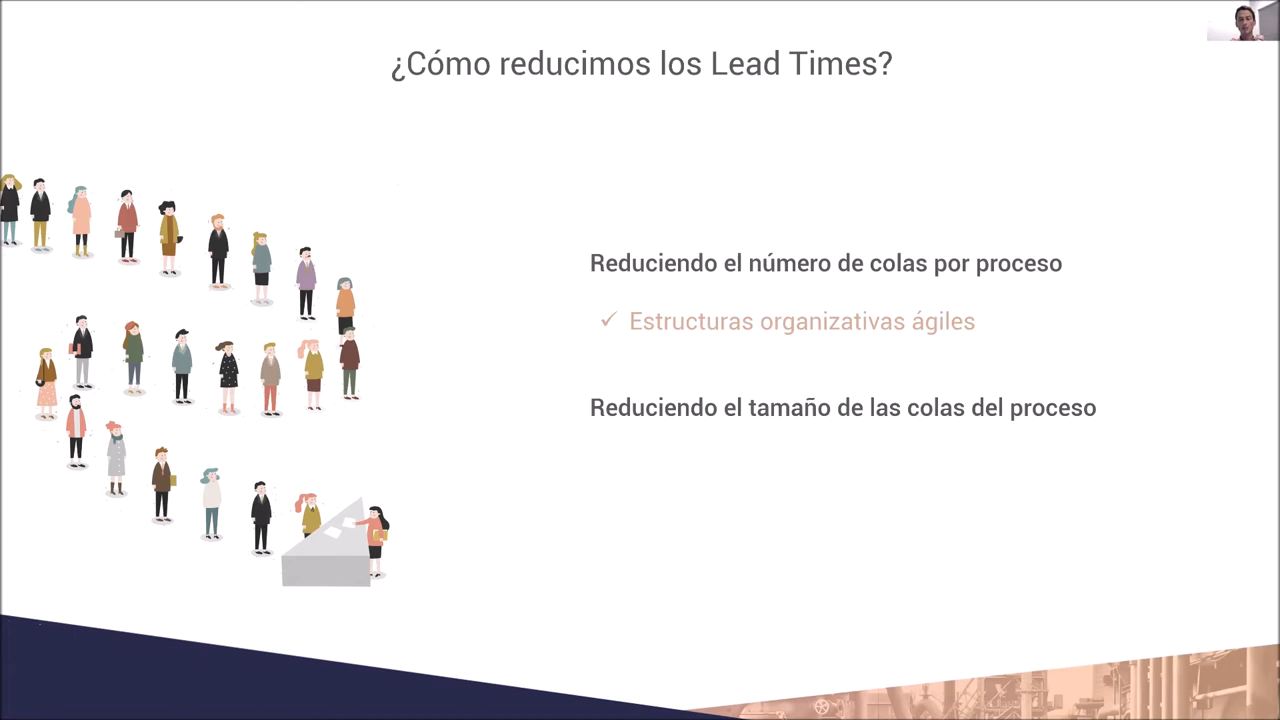 ¿Cómo reducimos los Lead Times?
Reduciendo el número de colas por proceso
✓ Estructuras organizativas ágiles
Reduciendo el tamaño de las colas del proceso